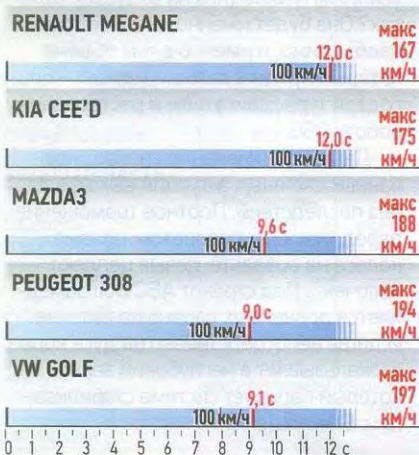 RENAULT MEGANE
макс
12,0 с
167
100 км/ч
км/ч
KIA CEE’D
макс
12,0 с
175
100 км/ч
км/ч
MAZDA3
макс
9,6 с
188
100 км/ч
км/ч
PEUGEOT 308
макс
9,0 с
194
100 км/ч
км/ч
VW GOLF
макс
9,1 с
197
100 км/ч
км/ч
0 1 2 3 4 5 6 7 8 9 10 11 12 с